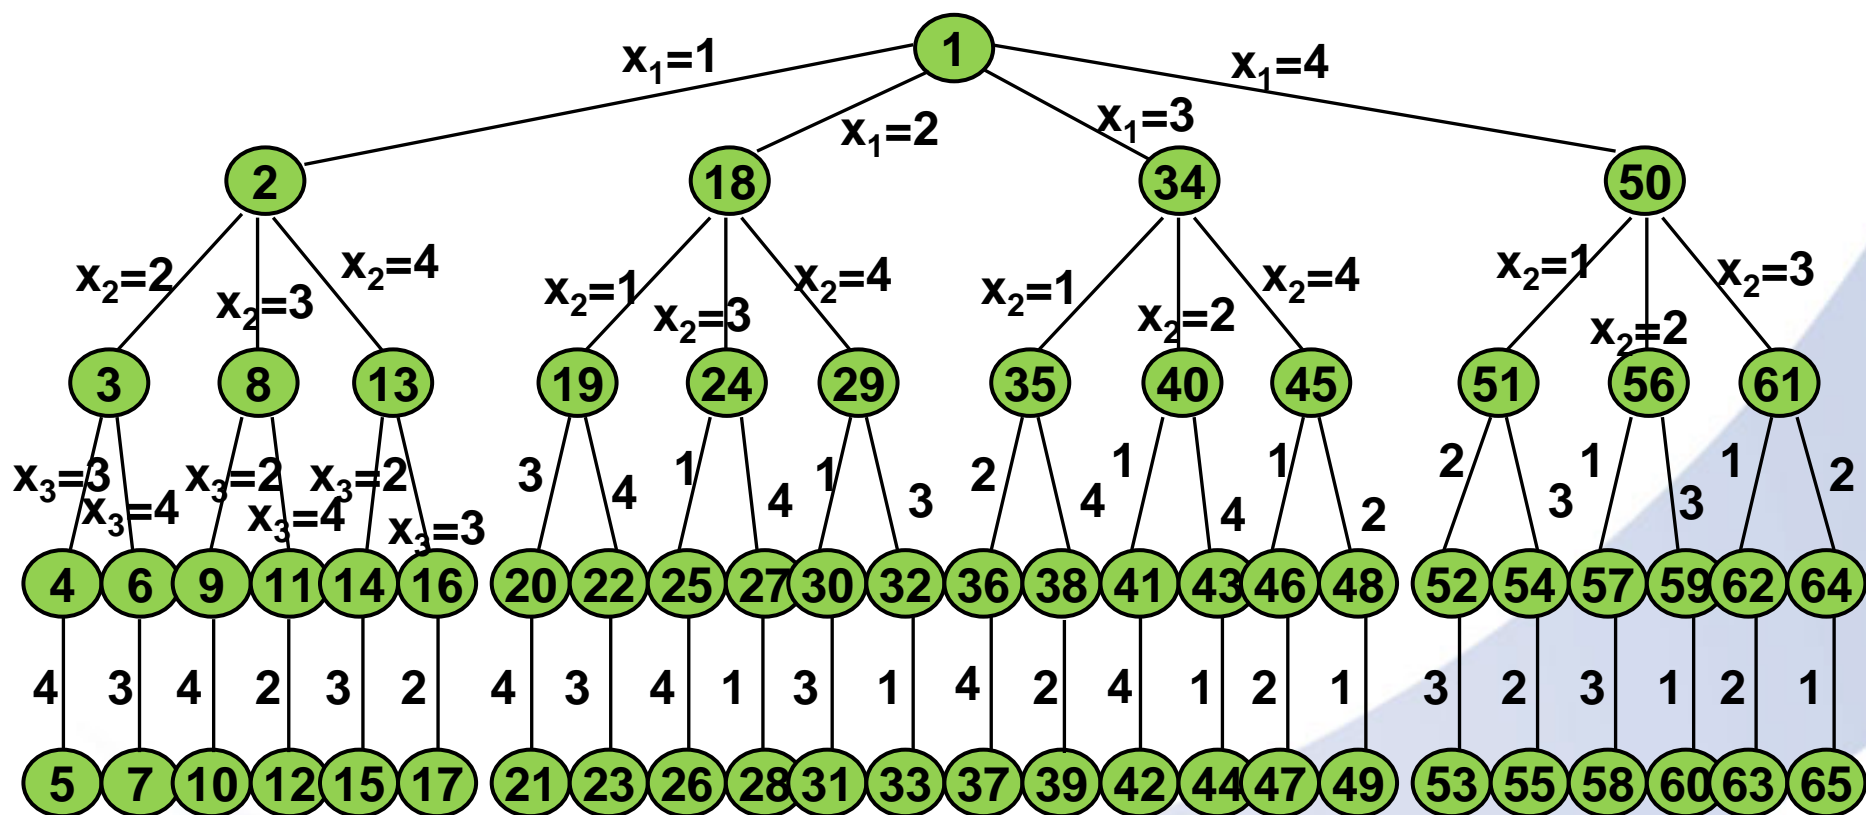 1
x₁=1 x₁=2 x₁=3 x₁=4
2 18 34 50
x₂=2 x₂=3 x₂=4 x₂=1 x₂=3 x₂=4 x₂=1 x₂=2 x₂=4 x₂=1 x₂=2 x₂=3
3 8 13 19 24 29 35 40 45 51 56 61
x₃=3 x₃=4 x₃=2 x₃=4 x₃=2 x₃=3 3 4 1 4 1 3 2 4 1 4 1 2 2 3 1 3 1 2
4 6 9 11 14 16 20 22 25 27 30 32 36 38 41 43 46 48 52 54 57 59 62 64
4 3 4 2 3 2 4 3 4 1 3 1 4 2 4 1 2 1 3 2 3 1 2 1
5 7 10 12 15 17 21 23 26 28 31 33 37 39 42 44 47 49 53 55 58 60 63 65